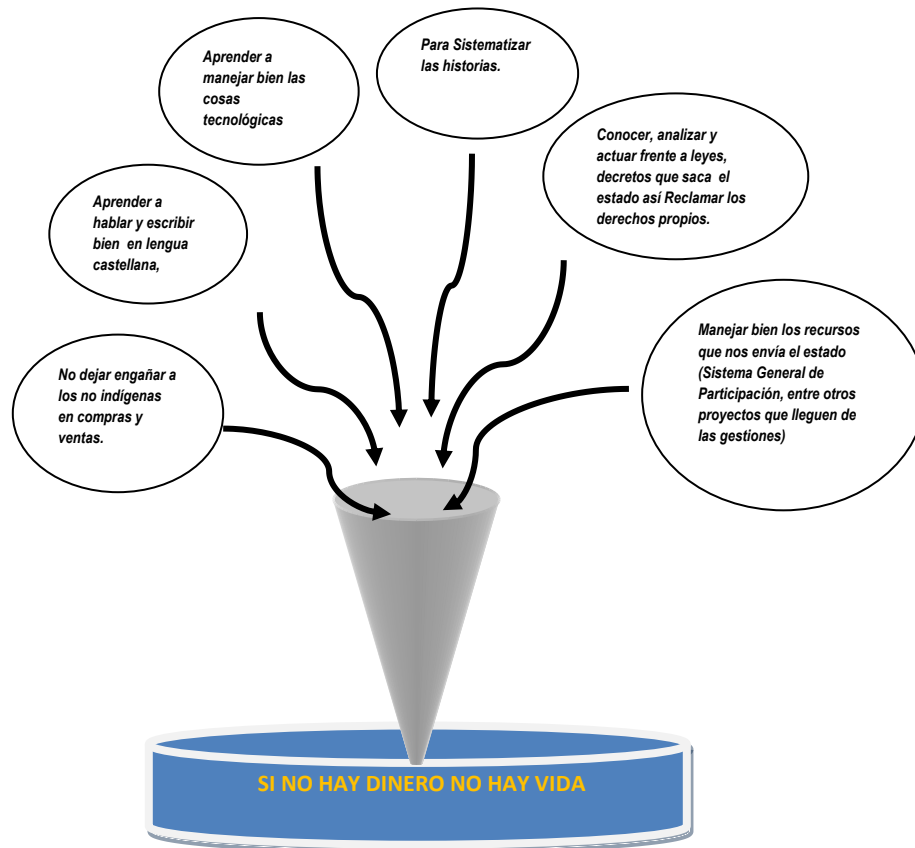 Aprender a
manejar bien las
cosas
tecnológicas
Para Sistematizar
las historias.
Conocer, analizar y
actuar frente a leyes,
decretos que saca el
estado así Reclamar los
derechos propios.
Aprender a
hablar y escribir
bien en lengua
castellana,
Manejar bien los recursos
que nos envía el estado
(Sistema General de
Participación, entre otros
proyectos que lleguen de
las gestiones)
No dejar engañar a
los no indígenas
en compras y
ventas.
SI NO HAY DINERO NO HAY VIDA